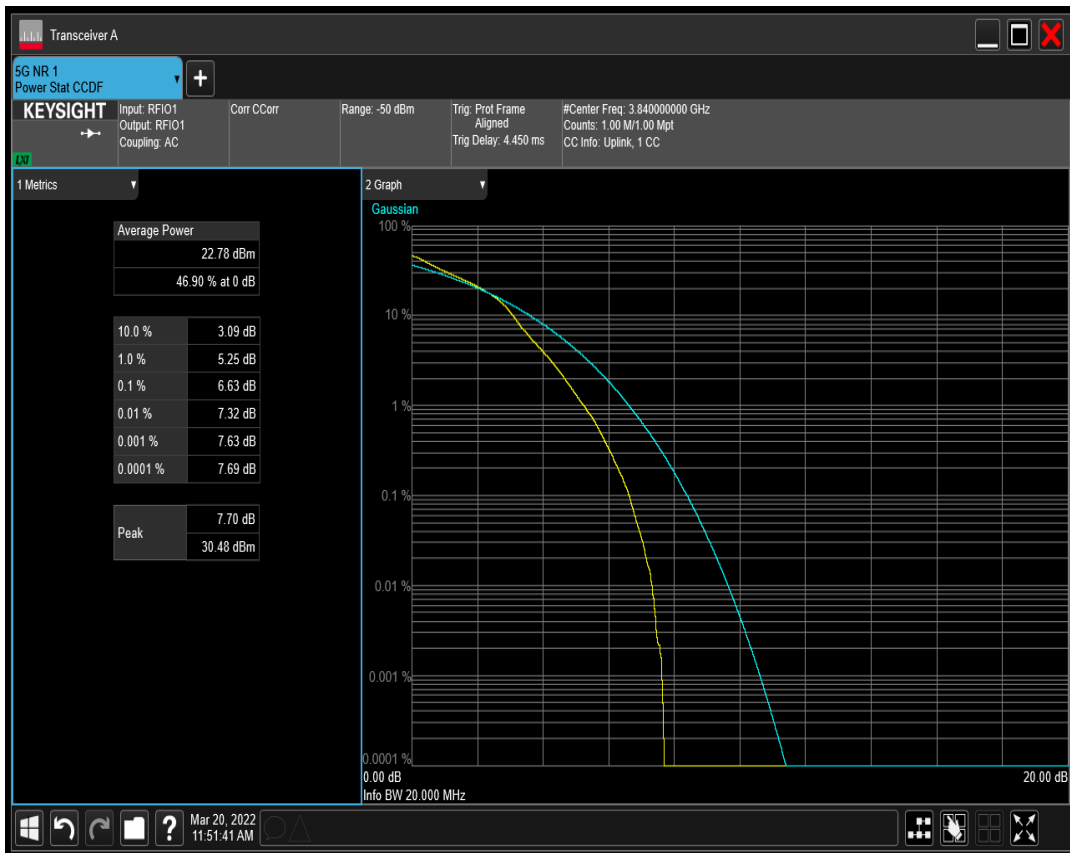 Transceiver A
5G NR 1
Power Stat CCDF
+
KEYSIGHT
LXI
Input: RFIO1
Output: RFIO1
Coupling: AC
Corr CCorr
Range: -50 dBm
Trig: Prot Frame
Aligned
Trig Delay: 4.450 ms
#Center Freq: 3.840000000 GHz
Counts: 1.00 M/1.00 Mpt
CC Info: Uplink, 1 CC
1 Metrics
Average Power
22.78 dBm
46.90 % at 0 dB
10.0 % 3.09 dB
1.0 % 5.25 dB
0.1 % 6.63 dB
0.01 % 7.32 dB
0.001 % 7.63 dB
0.0001 % 7.69 dB
Peak
7.70 dB
30.48 dBm
2 Graph
Gaussian
100 %
10 %
1 %
0.1 %
0.01 %
0.001 %
0.0001 %
0.00 dB 20.00 dB
Info BW 20.000 MHz
?
Mar 20, 2022
11:51:41 AM